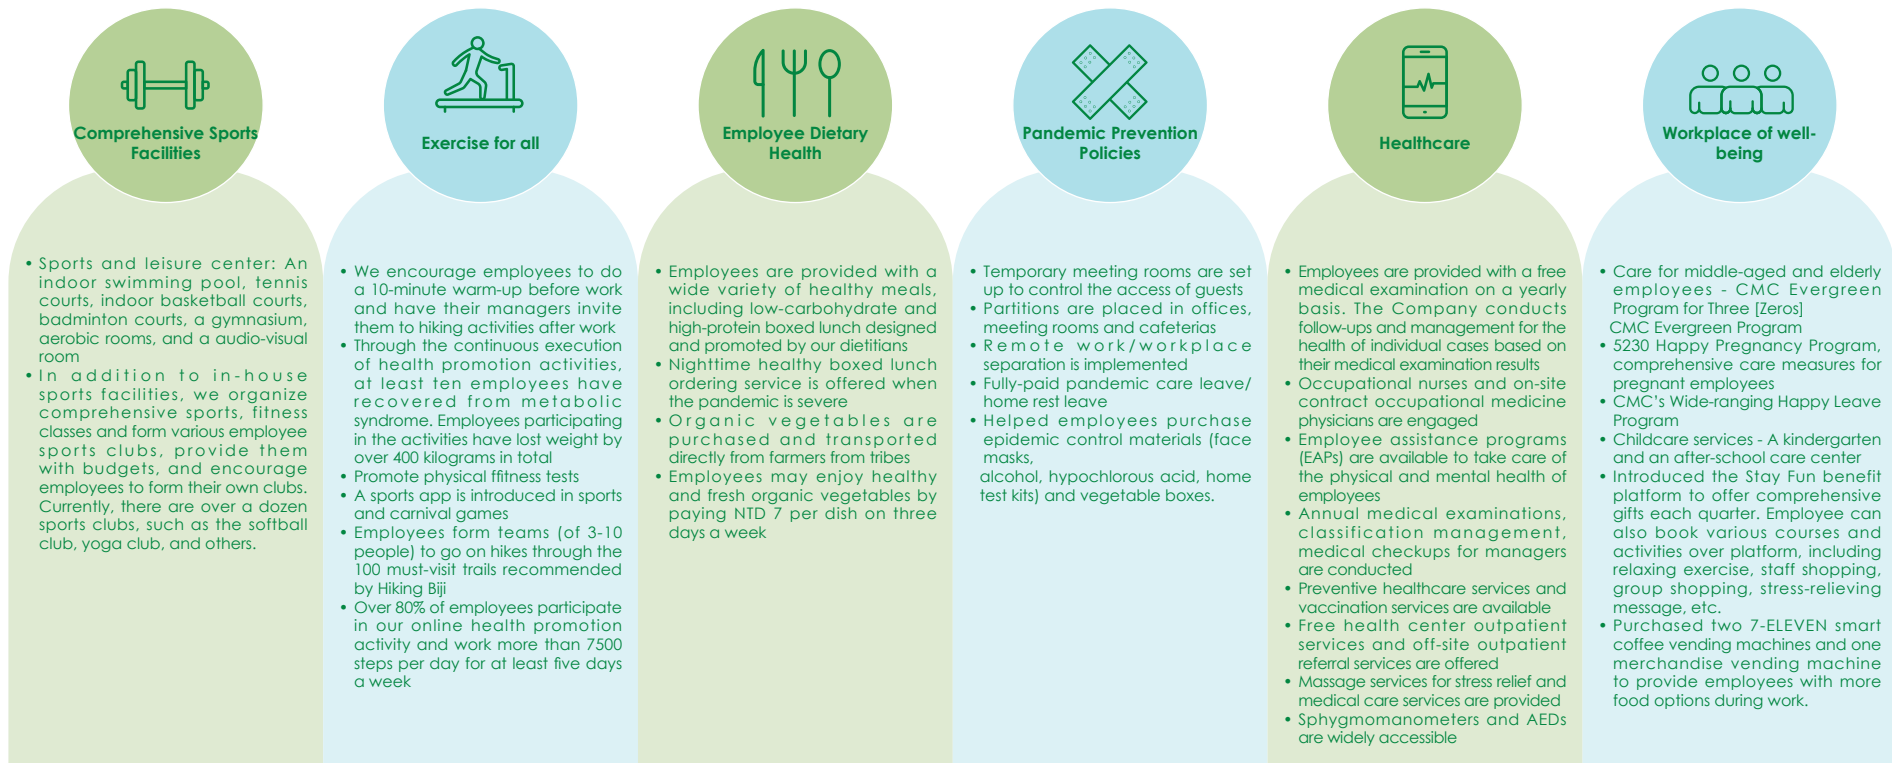 Comprehensive Sports
Facilities
• Sports and leisure center: An
indoor swimming pool, tennis
courts, indoor basketball courts,
badminton courts, a gymnasium,
aerobic rooms, and a audio-visual
room
• In addition to in-house
sports facilities, we organize
comprehensive sports, fitness
classes and form various employee
sports clubs, provide them
with budgets, and encourage
employees to form their own clubs.
Currently, there are over a dozen
sports clubs, such as the softball
club, yoga club, and others.
Exercise for all
• We encourage employees to do
a 10-minute warm-up before work
and have their managers invite
them to hiking activities after work
• Through the continuous execution
of health promotion activities,
at least ten employees have
recovered from metabolic
syndrome. Employees participating
in the activities have lost weight by
over 400 kilograms in total
• Promote physical ffitness tests
• A sports app is introduced in sports
and carnival games
• Employees form teams (of 3-10
people) to go on hikes through the
100 must-visit trails recommended
by Hiking Biji
• Over 80% of employees participate
in our online health promotion
activity and work more than 7500
steps per day for at least five days
a week
Employee Dietary
Health
• Employees are provided with a
wide variety of healthy meals,
including low-carbohydrate and
high-protein boxed lunch designed
and promoted by our dietitians
• Nighttime healthy boxed lunch
ordering service is offered when
the pandemic is severe
• Organic vegetables are
purchased and transported
directly from farmers from tribes
• Employees may enjoy healthy
and fresh organic vegetables by
paying NTD 7 per dish on three
days a week
Pandemic Prevention
Policies
• Temporary meeting rooms are set
up to control the access of guests
• Partitions are placed in offices,
meeting rooms and cafeterias
• Remote work/workplace
separation is implemented
• Fully-paid pandemic care leave/
home rest leave
• Helped employees purchase
epidemic control materials (face
masks,
alcohol, hypochlorous acid, home
test kits) and vegetable boxes.
Healthcare
• Employees are provided with a free
medical examination on a yearly
basis. The Company conducts
follow-ups and management for the
health of individual cases based on
their medical examination results
• Occupational nurses and on-site
contract occupational medicine
physicians are engaged
• Employee assistance programs
(EAPs) are available to take care of
the physical and mental health of
employees
• Annual medical examinations,
classification management,
medical checkups for managers
are conducted
• Preventive healthcare services and
vaccination services are available
• Free health center outpatient
services and off-site outpatient
referral services are offered
• Massage services for stress relief and
medical care services are provided
• Sphygmomanometers and AEDs
are widely accessible
Workplace of well-
being
• Care for middle-aged and elderly
employees - CMC Evergreen
Program for Three [Zeros]
CMC Evergreen Program
• 5230 Happy Pregnancy Program,
comprehensive care measures for
pregnant employees
• CMC's Wide-ranging Happy Leave
Program
• Childcare services - A kindergarten
and an after-school care center
• Introduced the Stay Fun benefit
platform to offer comprehensive
gifts each quarter. Employee can
also book various courses and
activities over platform, including
relaxing exercise, staff shopping,
group shopping, stress-relieving
message, etc.
• Purchased two 7-ELEVEN smart
coffee vending machines and one
merchandise vending machine
to provide employees with more
food options during work.